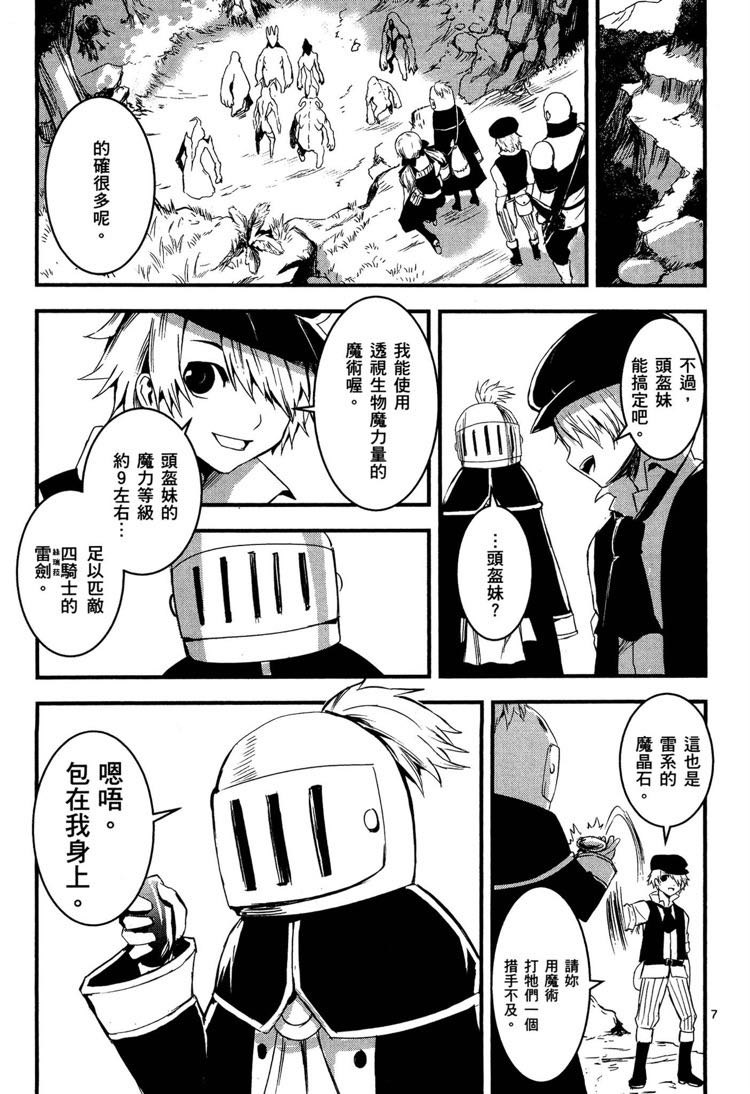 的確很多呢。
不過，
頭盔妹
能搞定吧。
…頭盔妹？
我能使用
透視生物魔力量的
魔術喔。
頭盔妹的
魔力等級
約9左右…
足以匹敵
四騎士的
雷劍。
這也是
雷系的
魔晶石。
請妳
用魔術
打牠們一個
措手不及。
嗯唔。
包在我身上。
7